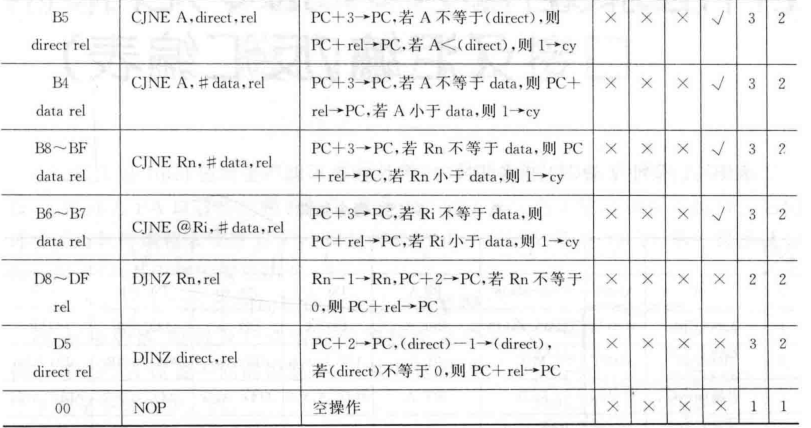 B5 CJNE A,direct,rel PC+3→PC,若 A 不等于(direct),则 × × × √ 3 2
direct rel PC+rel→PC,若 A<(direct),则 1→cy
B4 CJNE A,#data,rel PC+3→PC,若 A 不等于 data,则 PC+ × × × √ 3 2
data rel rel→PC,若 A 小于 data,则 1→cy
B8~BF CJNE Rn,#data,rel PC+3→PC,若 Rn 不等于 data,则 PC × × × √ 3 2
data rel +rel→PC,若 Rn 小于 data,则 1→cy
B6~B7 CJNE @Ri,#data,rel PC+3→PC,若 Ri 不等于 data,则 × × × √ 3 2
data rel PC+rel→PC,若 Ri 小于 data,则 1→cy
D8~DF DJNZ Rn,rel Rn-1→Rn,PC+2→PC,若 Rn 不等于 × × × × 2 2
rel 0,则 PC+rel→PC
D5 DJNZ direct,rel PC+2→PC,(direct)-1→(direct), × × × × 3 2
direct rel 若(direct)不等于 0,则 PC+rel→PC
00 NOP 空操作 × × × × 1 1